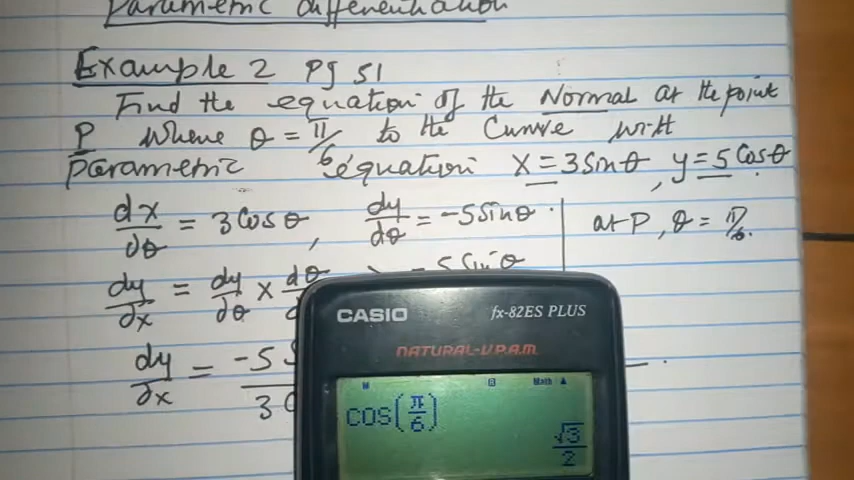 Parametric differentiation
Example 2 Pg 51
Find the equation of the Normal at the point
P where θ = π/6 to the Curve with
parametric equation x = 3Sinθ, y = 5Cosθ
dx/dθ = 3Cosθ, dy/dθ = -5Sinθ. at P, θ = π/6.
dy/dx = dy/dθ × dθ -5Sinθ
dy/dx = -5
3
CASIO fx-82ES PLUS
NATURAL-V.P.A.M.
M R Math ▲
COS(π/6)
√3/2